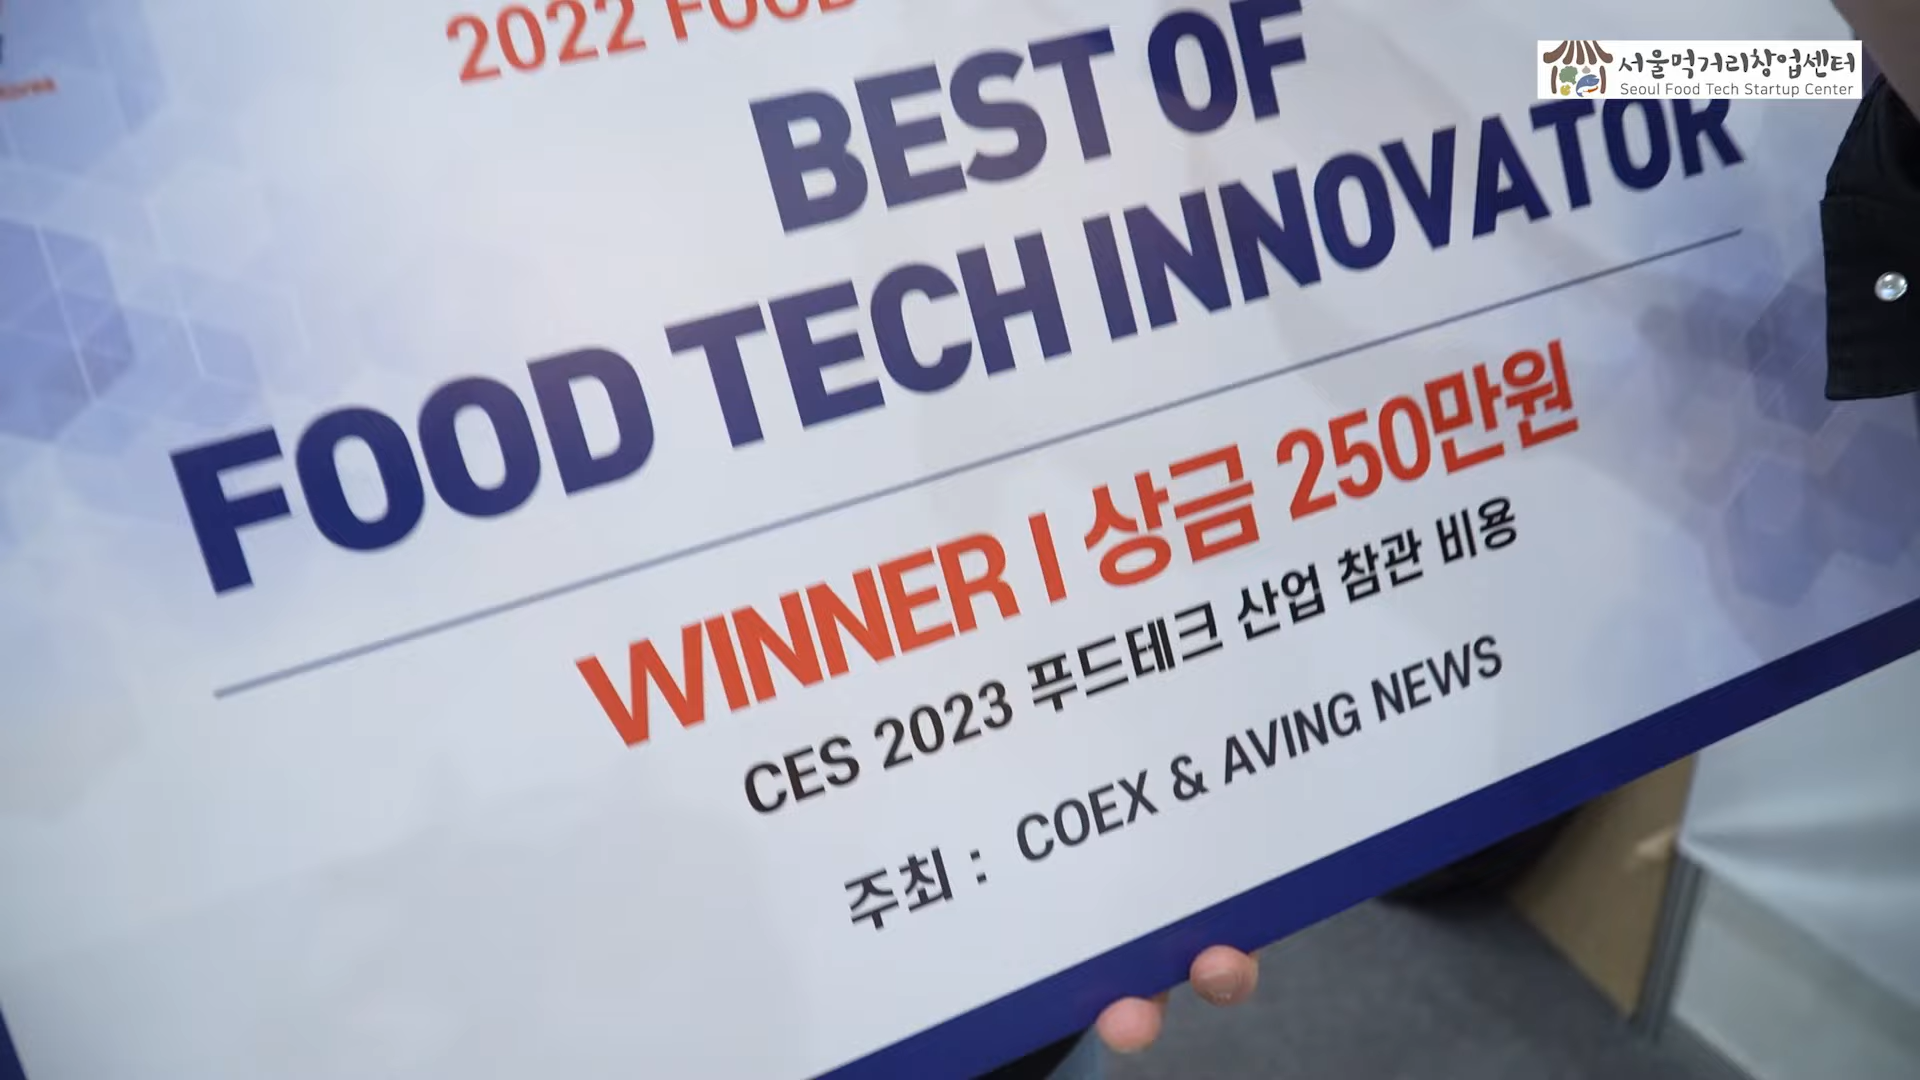 2022 FOOD
서울먹거리창업센터
Seoul Food Tech Startup Center
BEST OF
FOOD TECH INNOVATOR
WINNER | 상금 250만원
CES 2023 푸드테크 산업 참관 비용
주최 : COEX & AVING NEWS